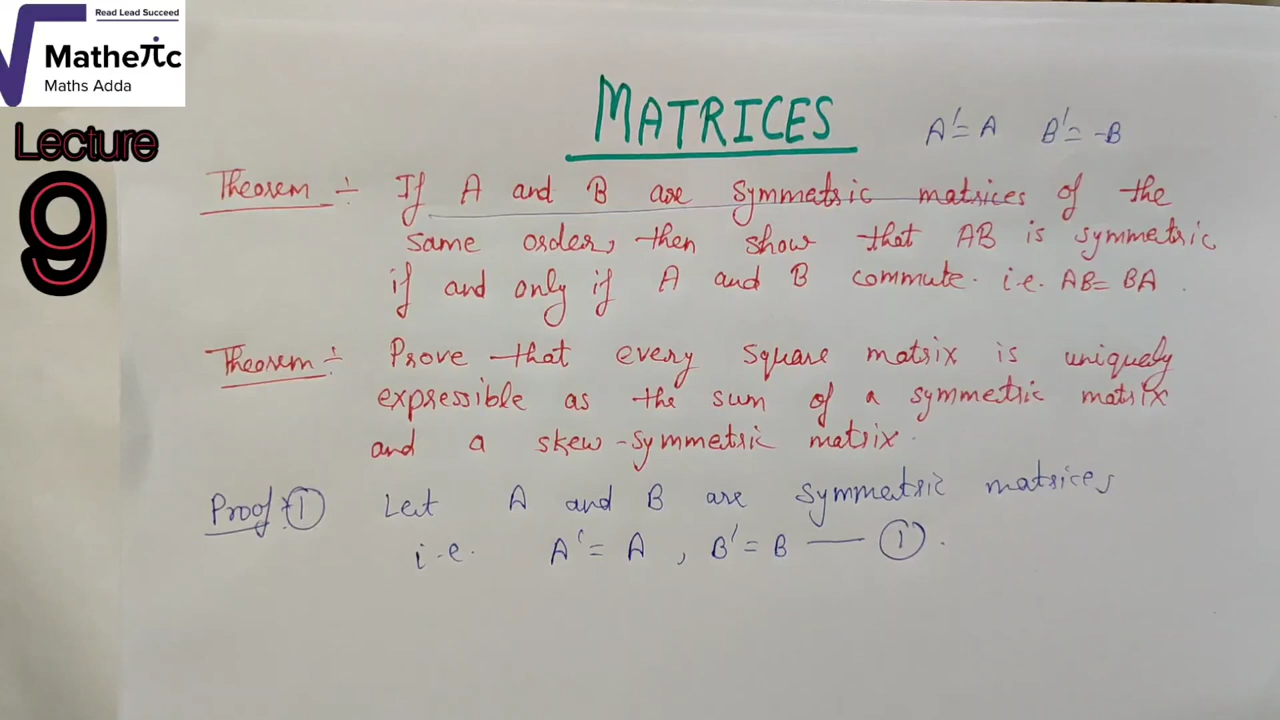 Read Lead Succeed
Matheπc
Maths Adda
Lecture
9
MATRICES
A' = A B' = -B
Theorem ÷ If A and B are symmetric matrices of the
same order, then show that AB is symmetric
if and only if A and B commute. i.e. AB = BA .
Theorem ÷ Prove that every square matrix is uniquely
expressible as the sum of a symmetric matrix
and a skew-symmetric matrix.
Proof ÷ ① Let A and B are symmetric matrices
i.e. A' = A , B' = B — ① .